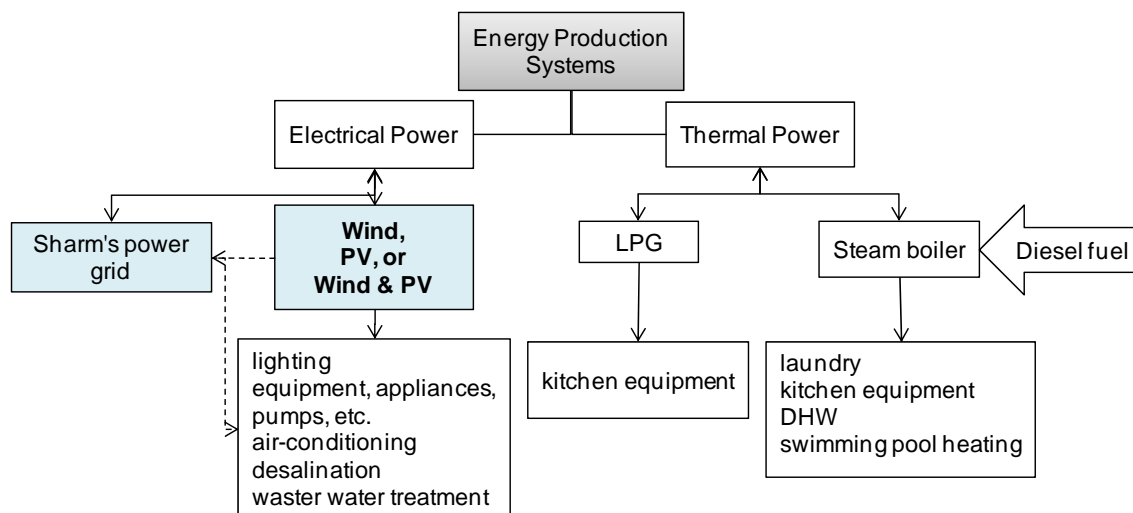 Energy Production
Systems
Electrical Power
Thermal Power
Sharm's power
grid
Wind,
PV, or
Wind & PV
LPG
Steam boiler
Diesel fuel
lighting
equipment, appliances,
pumps, etc.
air-conditioning
desalination
waster water treatment
kitchen equipment
laundry
kitchen equipment
DHW
swimming pool heating